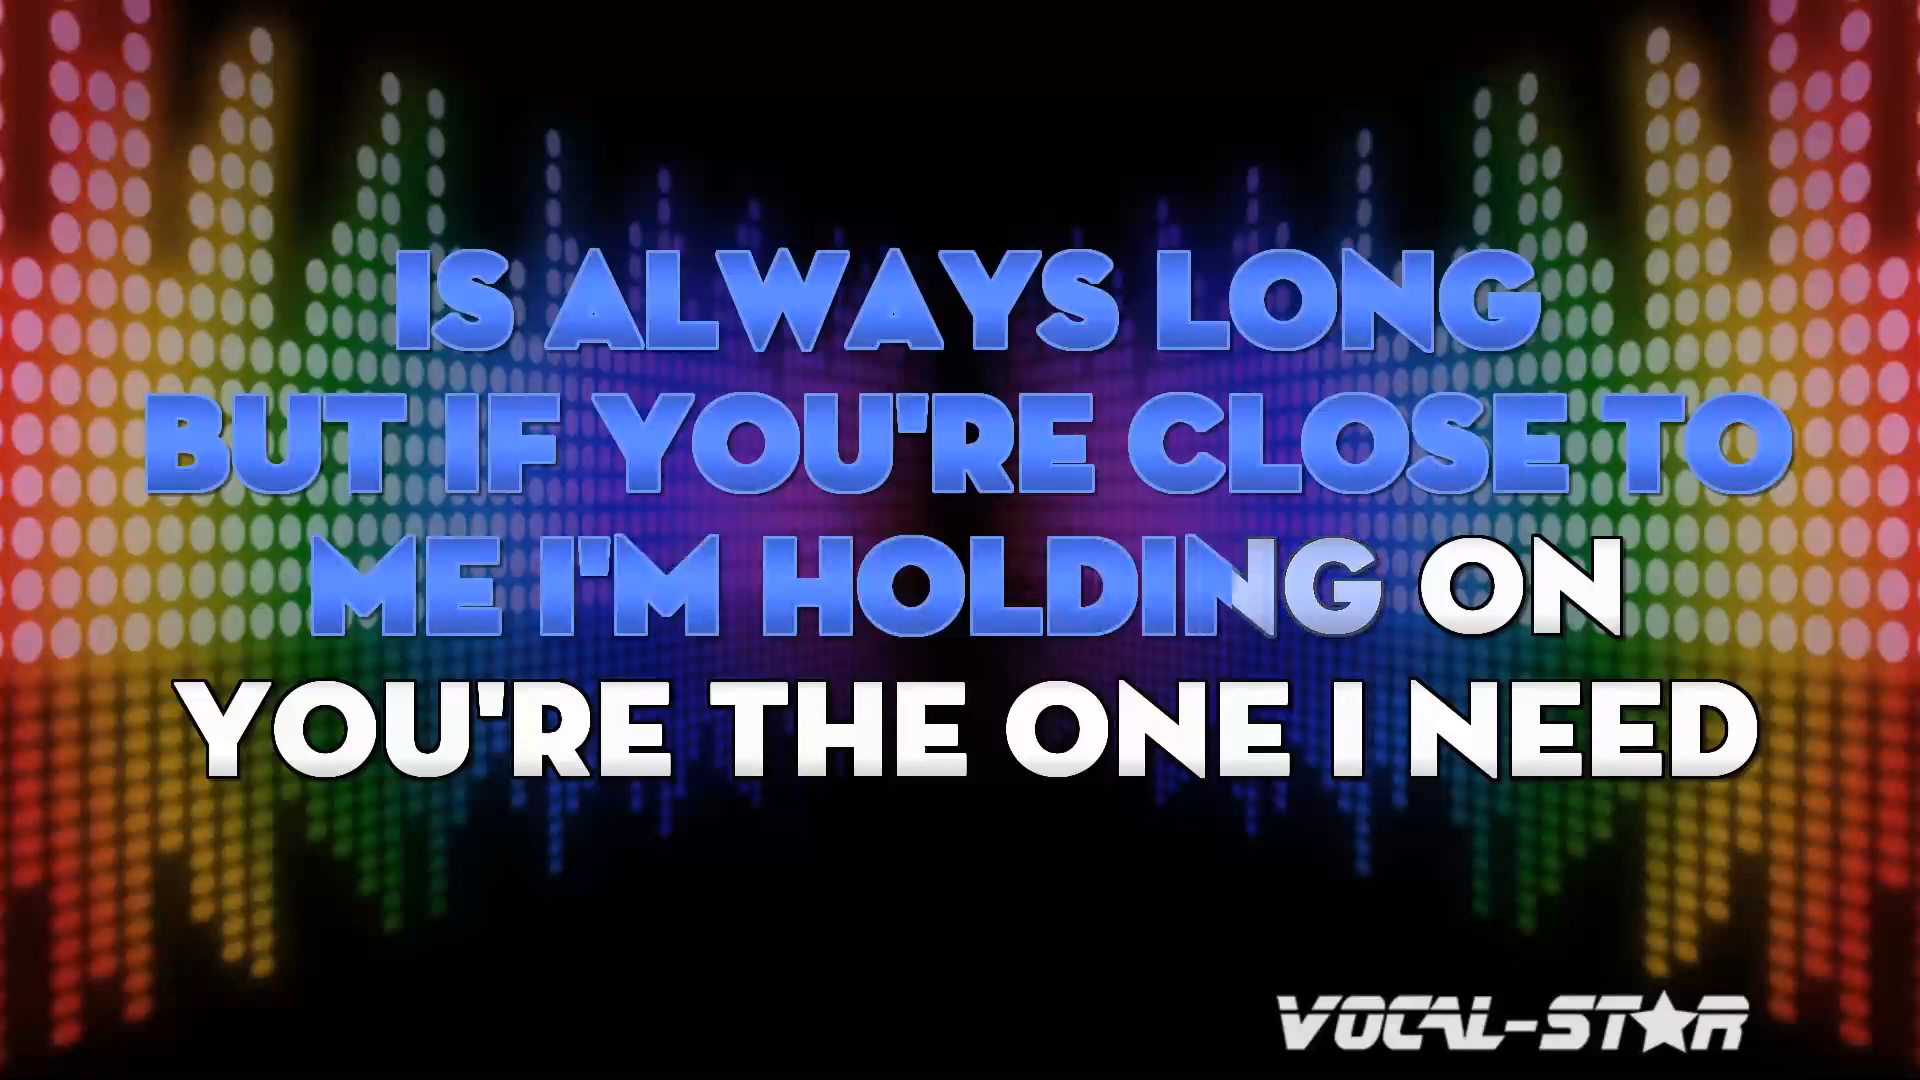 IS ALWAYS LONG
BUT IF YOU'RE CLOSE TO
ME I'M HOLDING ON
YOU'RE THE ONE I NEED
VOCAL-STAR